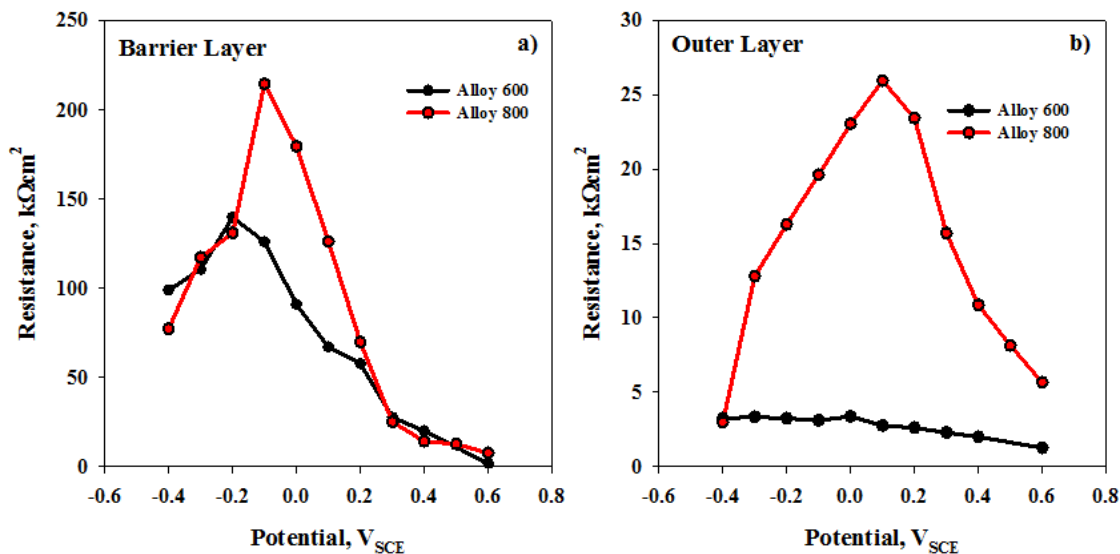 Barrier Layer
a)
Alloy 600
Alloy 800
Resistance, kΩcm²
250
200
150
100
50
0
-0.6 -0.4 -0.2 0.0 0.2 0.4 0.6 0.8
Potential, V_SCE
Outer Layer
b)
Alloy 600
Alloy 800
Resistance, kΩcm²
30
25
20
15
10
5
0
-0.6 -0.4 -0.2 0.0 0.2 0.4 0.6 0.8
Potential, V_SCE